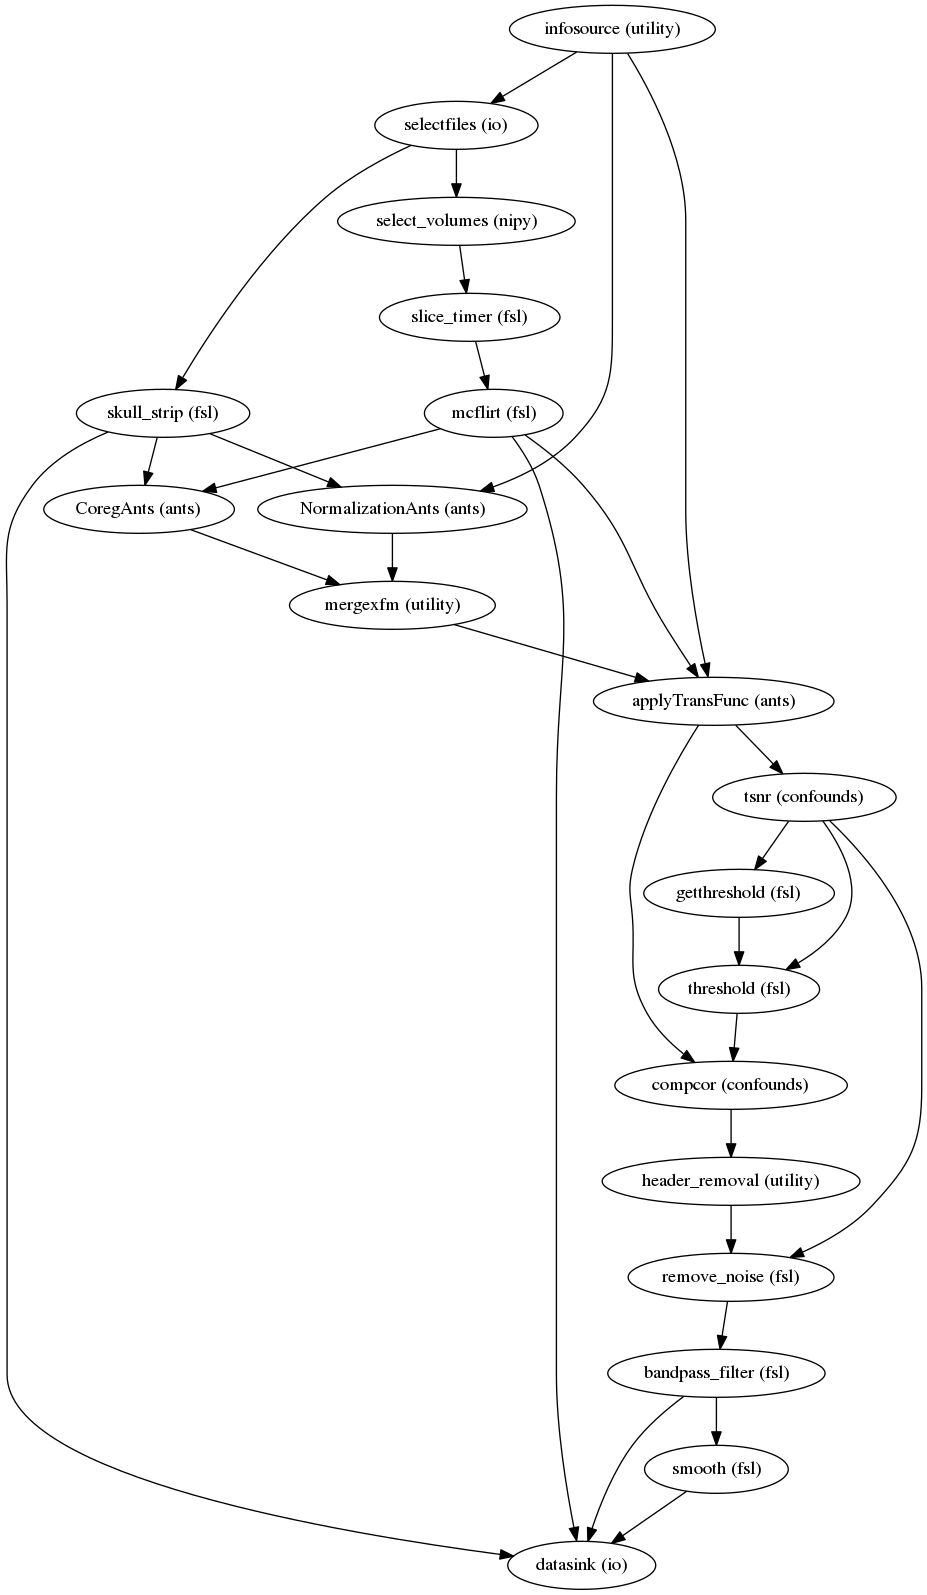 infosource (utility)
selectfiles (io)
select_volumes (nipy)
slice_timer (fsl)
skull_strip (fsl)
mcflirt (fsl)
CoregAnts (ants)
NormalizationAnts (ants)
mergexfm (utility)
applyTransFunc (ants)
tsnr (confounds)
getthreshold (fsl)
threshold (fsl)
compcor (confounds)
header_removal (utility)
remove_noise (fsl)
bandpass_filter (fsl)
smooth (fsl)
datasink (io)